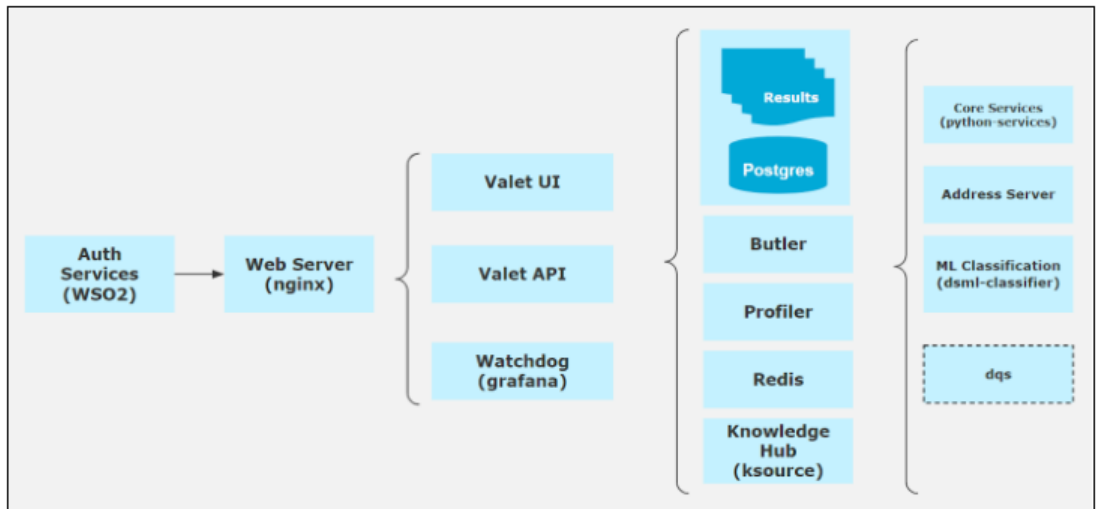 Auth
Services
(WSO2)
Web Server
(nginx)
Valet UI
Valet API
Watchdog
(grafana)
Results
Postgres
Butler
Profiler
Redis
Knowledge
Hub
(ksource)
Core Services
(python-services)
Address Server
ML Classification
(dsml-classifier)
dqs